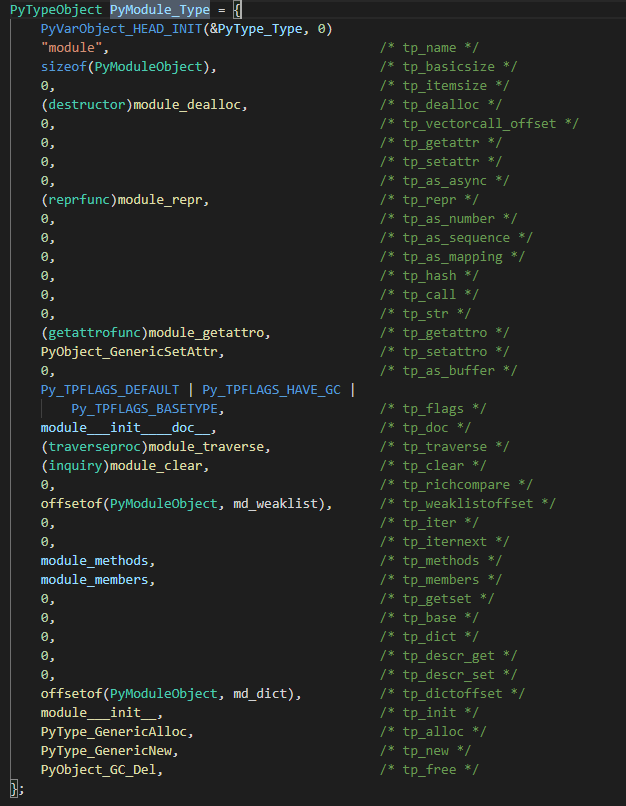 PyTypeObject PyModule_Type = {
    PyVarObject_HEAD_INIT(&PyType_Type, 0)
    "module",                                   /* tp_name */
    sizeof(PyModuleObject),                     /* tp_basicsize */
    0,                                          /* tp_itemsize */
    (destructor)module_dealloc,                 /* tp_dealloc */
    0,                                          /* tp_vectorcall_offset */
    0,                                          /* tp_getattr */
    0,                                          /* tp_setattr */
    0,                                          /* tp_as_async */
    (reprfunc)module_repr,                      /* tp_repr */
    0,                                          /* tp_as_number */
    0,                                          /* tp_as_sequence */
    0,                                          /* tp_as_mapping */
    0,                                          /* tp_hash */
    0,                                          /* tp_call */
    0,                                          /* tp_str */
    (getattrofunc)module_getattro,              /* tp_getattro */
    PyObject_GenericSetAttr,                    /* tp_setattro */
    0,                                          /* tp_as_buffer */
    Py_TPFLAGS_DEFAULT | Py_TPFLAGS_HAVE_GC |
        Py_TPFLAGS_BASETYPE,                    /* tp_flags */
    module___init____doc__,                     /* tp_doc */
    (traverseproc)module_traverse,              /* tp_traverse */
    (inquiry)module_clear,                      /* tp_clear */
    0,                                          /* tp_richcompare */
    offsetof(PyModuleObject, md_weaklist),      /* tp_weaklistoffset */
    0,                                          /* tp_iter */
    0,                                          /* tp_iternext */
    module_methods,                             /* tp_methods */
    module_members,                             /* tp_members */
    0,                                          /* tp_getset */
    0,                                          /* tp_base */
    0,                                          /* tp_dict */
    0,                                          /* tp_descr_get */
    0,                                          /* tp_descr_set */
    offsetof(PyModuleObject, md_dict),          /* tp_dictoffset */
    module___init__,                            /* tp_init */
    PyType_GenericAlloc,                        /* tp_alloc */
    PyType_GenericNew,                          /* tp_new */
    PyObject_GC_Del,                            /* tp_free */
};